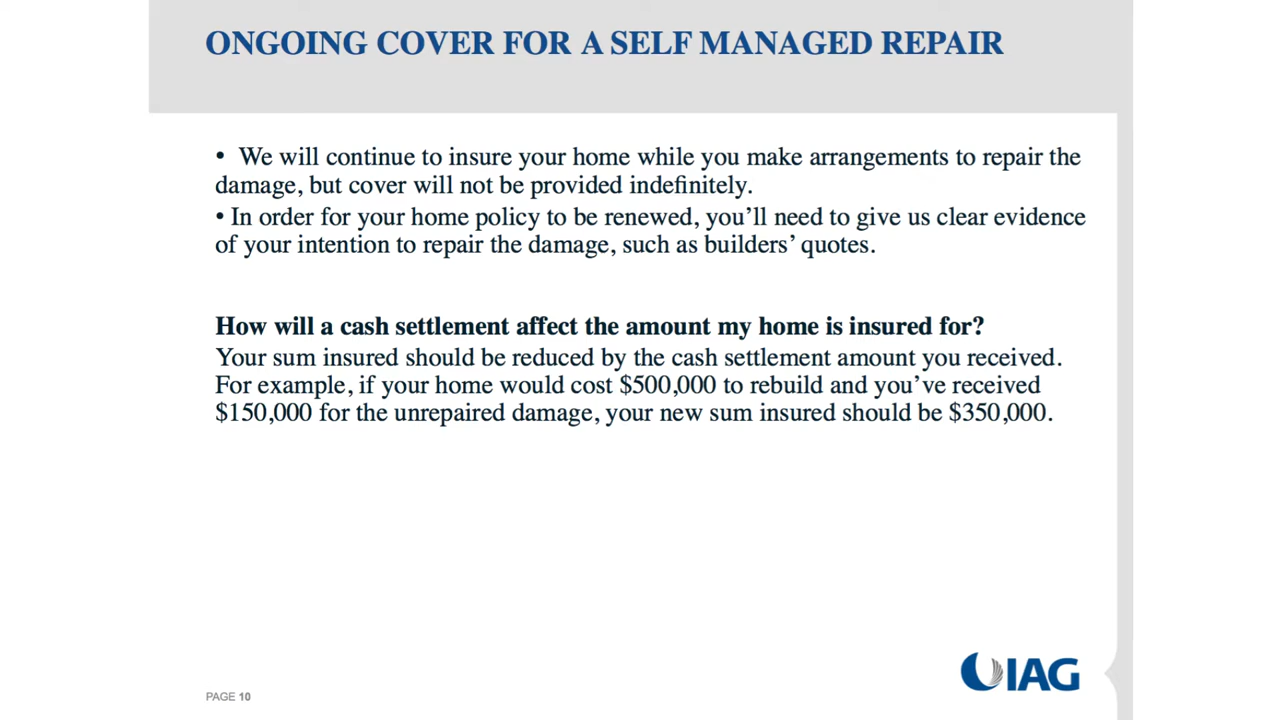 ONGOING COVER FOR A SELF MANAGED REPAIR
• We will continue to insure your home while you make arrangements to repair the
damage, but cover will not be provided indefinitely.
• In order for your home policy to be renewed, you’ll need to give us clear evidence
of your intention to repair the damage, such as builders’ quotes.
How will a cash settlement affect the amount my home is insured for?
Your sum insured should be reduced by the cash settlement amount you received.
For example, if your home would cost $500,000 to rebuild and you’ve received
$150,000 for the unrepaired damage, your new sum insured should be $350,000.
IAG
PAGE 10